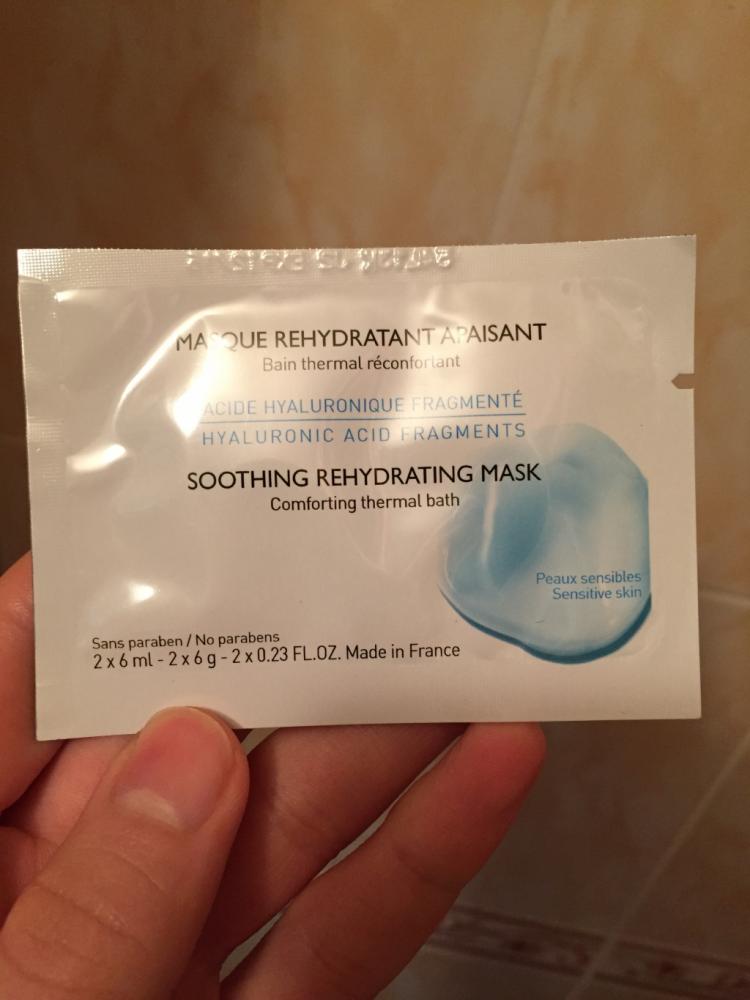 MASQUE REHYDRATANT APAISANT
Bain thermal réconfortant
ACIDE HYALURONIQUE FRAGMENTÉ
HYALURONIC ACID FRAGMENTS
SOOTHING REHYDRATING MASK
Comforting thermal bath
Peaux sensibles
Sensitive skin
Sans paraben / No parabens
2 x 6 ml - 2 x 6 g - 2 x 0.23 FL.OZ. Made in France